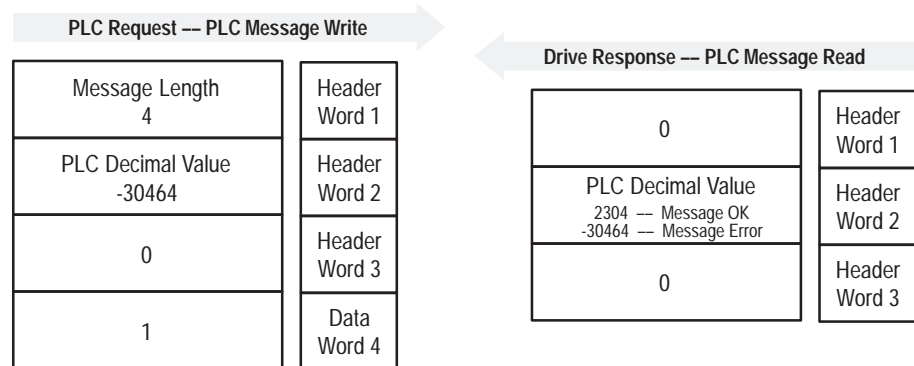 PLC Request –– PLC Message Write
Message Length
4
Header
Word 1
PLC Decimal Value
-30464
Header
Word 2
0
Header
Word 3
1
Data
Word 4
Drive Response –– PLC Message Read
0
Header
Word 1
PLC Decimal Value
2304 –– Message OK
-30464 –– Message Error
Header
Word 2
0
Header
Word 3